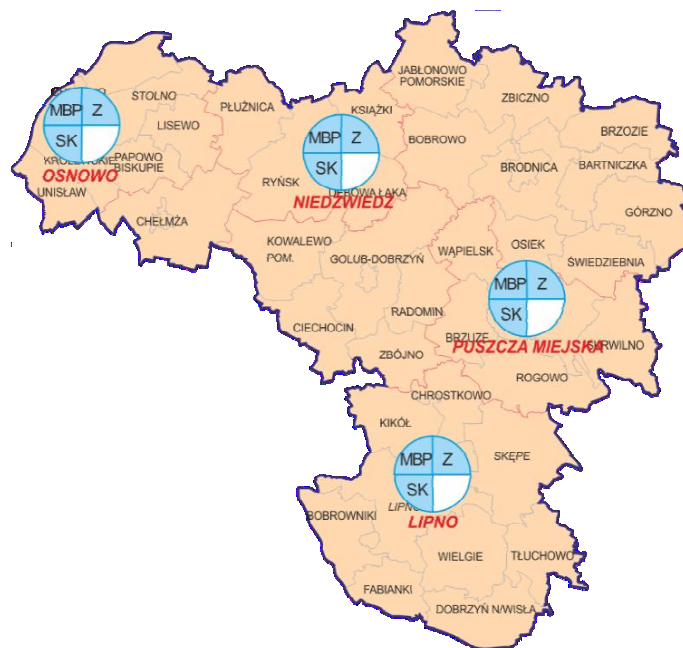 JABŁONOWO
POMORSKIE
STOLNO
PŁUŻNICA
KSIĄŻKI
ZBICZNO
MBP Z
SK
LISEWO
MBP Z
SK
BOBROWO
BRZOZIE
PAPOWO
BISKUPIE
OSNOWO
UNISŁAW
RYŃSK
DĘBOWA ŁĄKA
NIEDŹWIEDŹ
BRODNICA
BARTNICZKA
CHEŁMŻA
GÓRZNO
KOWALEWO
POM.
GOLUB-DOBRZYŃ
WĄPIELSK
OSIEK
ŚWIEDZIEBNIA
MBP Z
SK
CIECHOCIN
RADOMIN
BRZUZE
PUSZCZA MIEJSKA
ZBÓJNO
ROGOWO
CHROSTKOWO
KIKÓŁ
MBP Z
SK
SKĘPE
LIPNO
LIPNO
BOBROWNIKI
WIELGIE
TŁUCHOWO
FABIANKI
DOBRZYŃ N/WISŁĄ